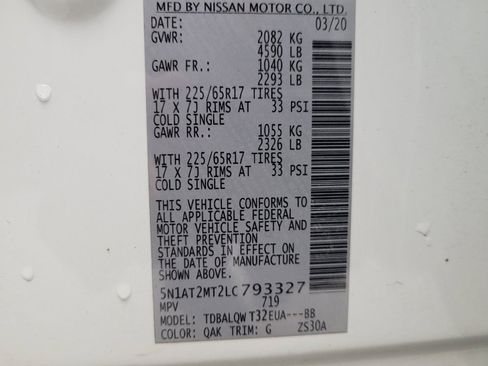 MFD BY NISSAN MOTOR CO., LTD.
DATE: 03/20
GVWR: 2082 KG
4590 LB
GAWR FR.: 1040 KG
2293 LB
WITH 225/65R17 TIRES
17 X 7J RIMS AT 33 PSI
COLD SINGLE
GAWR RR.: 1055 KG
2326 LB
WITH 225/65R17 TIRES
17 X 7J RIMS AT 33 PSI
COLD SINGLE
THIS VEHICLE CONFORMS TO
ALL APPLICABLE FEDERAL
MOTOR VEHICLE SAFETY AND
THEFT PREVENTION
STANDARDS IN EFFECT ON
THE DATE OF MANUFACTURE
SHOWN ABOVE.
5N1AT2MT2LC793327
MPV 719
MODEL: TDBALQWT32EUA---BB
COLOR: QAK TRIM: G ZS30A